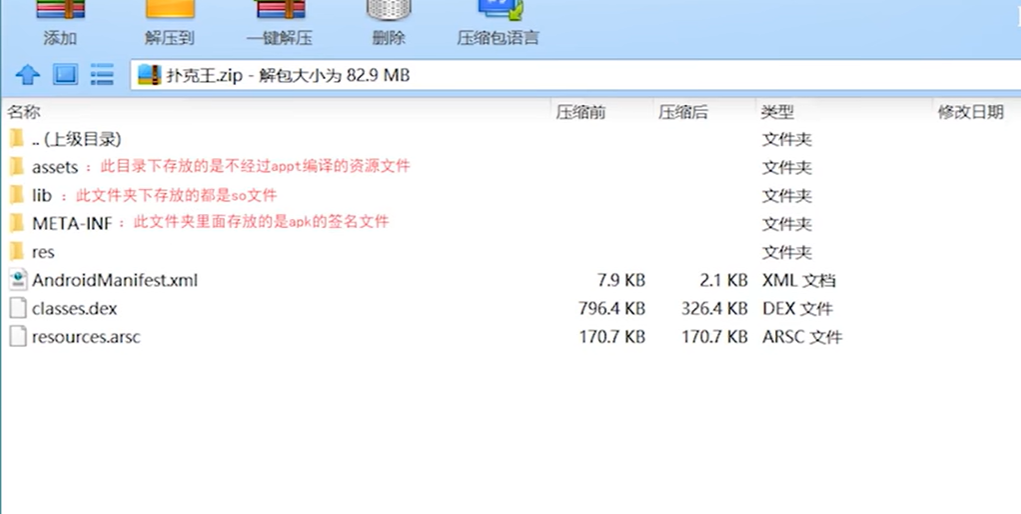 添加 解压到 一键解压 删除 压缩包语言
扑克王.zip - 解包大小为 82.9 MB
名称 压缩前 压缩后 类型 修改日期
.. (上级目录) 文件夹
assets ：此目录下存放的是不经过appt编译的资源文件 文件夹
lib ：此文件夹下存放的都是so文件 文件夹
META-INF ：此文件夹里面存放的是apk的签名文件 文件夹
res 文件夹
AndroidManifest.xml 7.9 KB 2.1 KB XML 文档
classes.dex 796.4 KB 326.4 KB DEX 文件
resources.arsc 170.7 KB 170.7 KB ARSC 文件